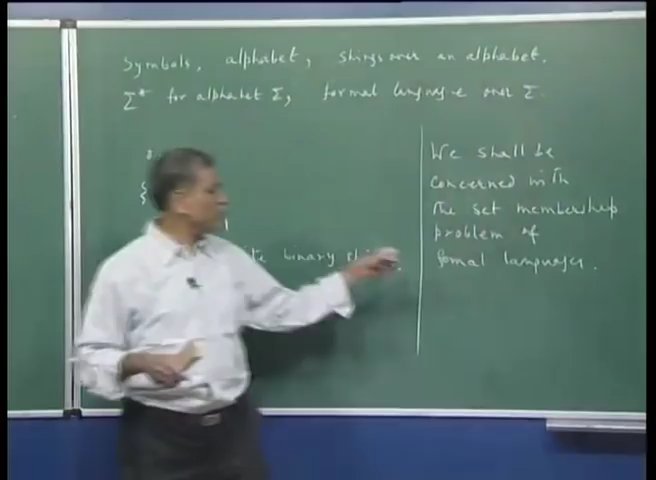 Symbols, alphabet, strings over an alphabet.
Σ* for alphabet Σ, formal language over Σ.
binary
We shall be
concerned with
the set membership
problem of
formal languages.